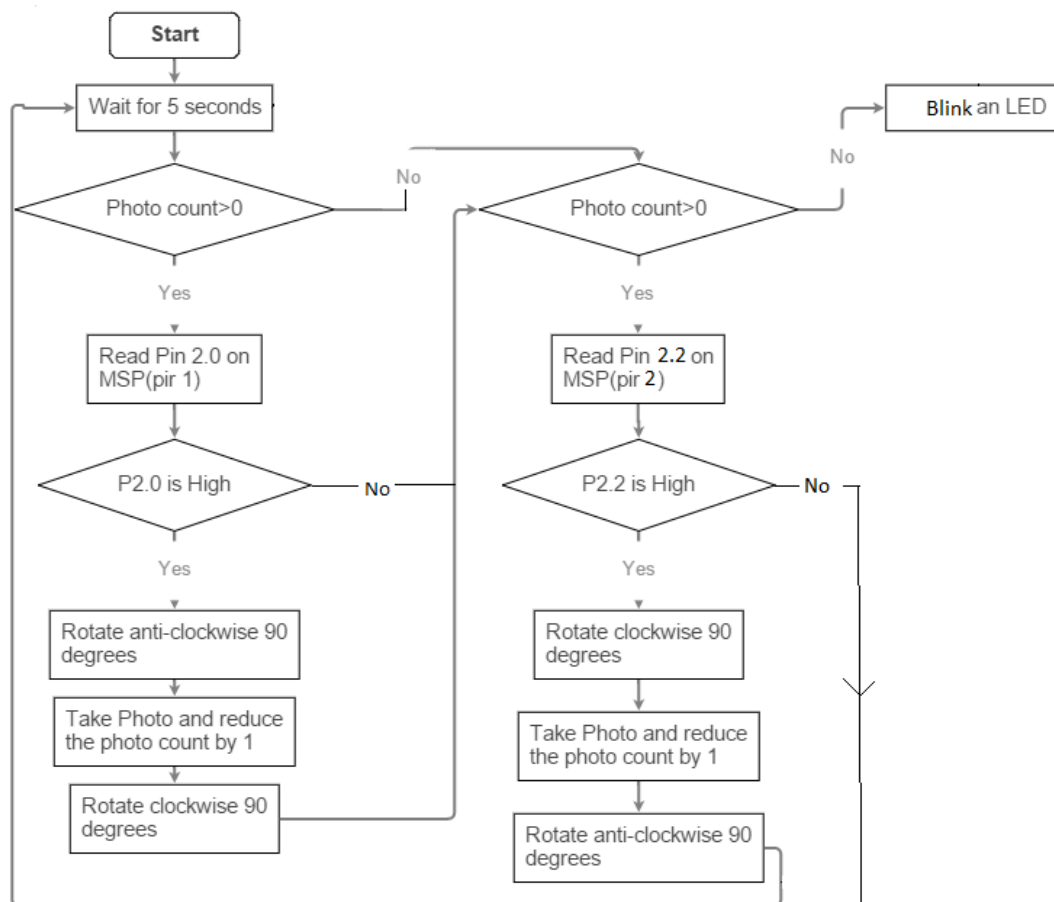 Start
Wait for 5 seconds
Photo count>0
No
Yes
Read Pin 2.0 on
MSP(pir 1)
P2.0 is High
No
Yes
Rotate anti-clockwise 90
degrees
Take Photo and reduce
the photo count by 1
Rotate clockwise 90
degrees
Photo count>0
No
Blink an LED
Yes
Read Pin 2.2 on
MSP(pir 2)
P2.2 is High
No
Yes
Rotate clockwise 90
degrees
Take Photo and reduce
the photo count by 1
Rotate anti-clockwise 90
degrees